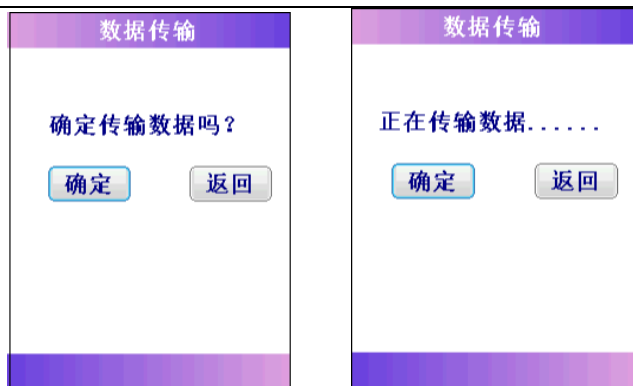 数据传输
确定传输数据吗？
确定 返回
数据传输
正在传输数据......
确定 返回